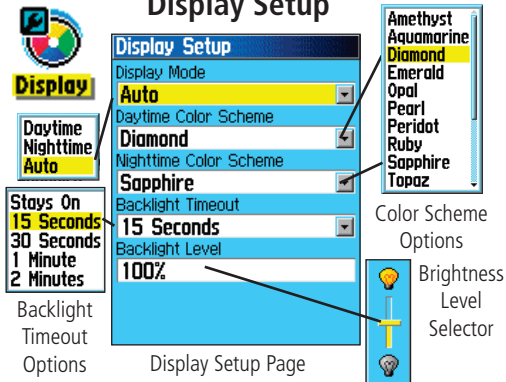 Display Setup
Display
Display Setup
Display Mode
Auto
Daytime Color Scheme
Diamond
Nighttime Color Scheme
Sapphire
Backlight Timeout
15 Seconds
Backlight Level
100%
Daytime
Nighttime
Auto
Stays On
15 Seconds
30 Seconds
1 Minute
2 Minutes
Backlight
Timeout
Options
Display Setup Page
Amethyst
Aquamarine
Diamond
Emerald
Opal
Pearl
Peridot
Ruby
Sapphire
Topaz
Color Scheme
Options
Brightness
Level
Selector